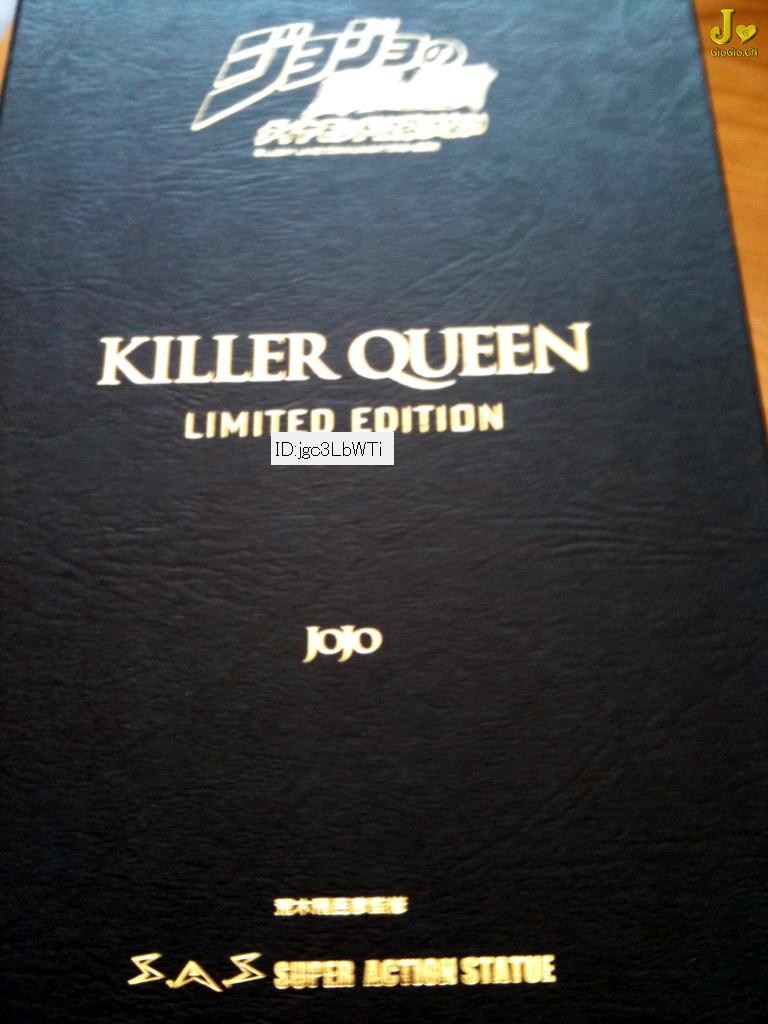 J
GioGio.CN
ジョジョの
KILLER QUEEN
LIMITED EDITION
ID:jgc3LbWTi
JOJO
荒木飛呂彦監修
S.A.S SUPER ACTION STATUE